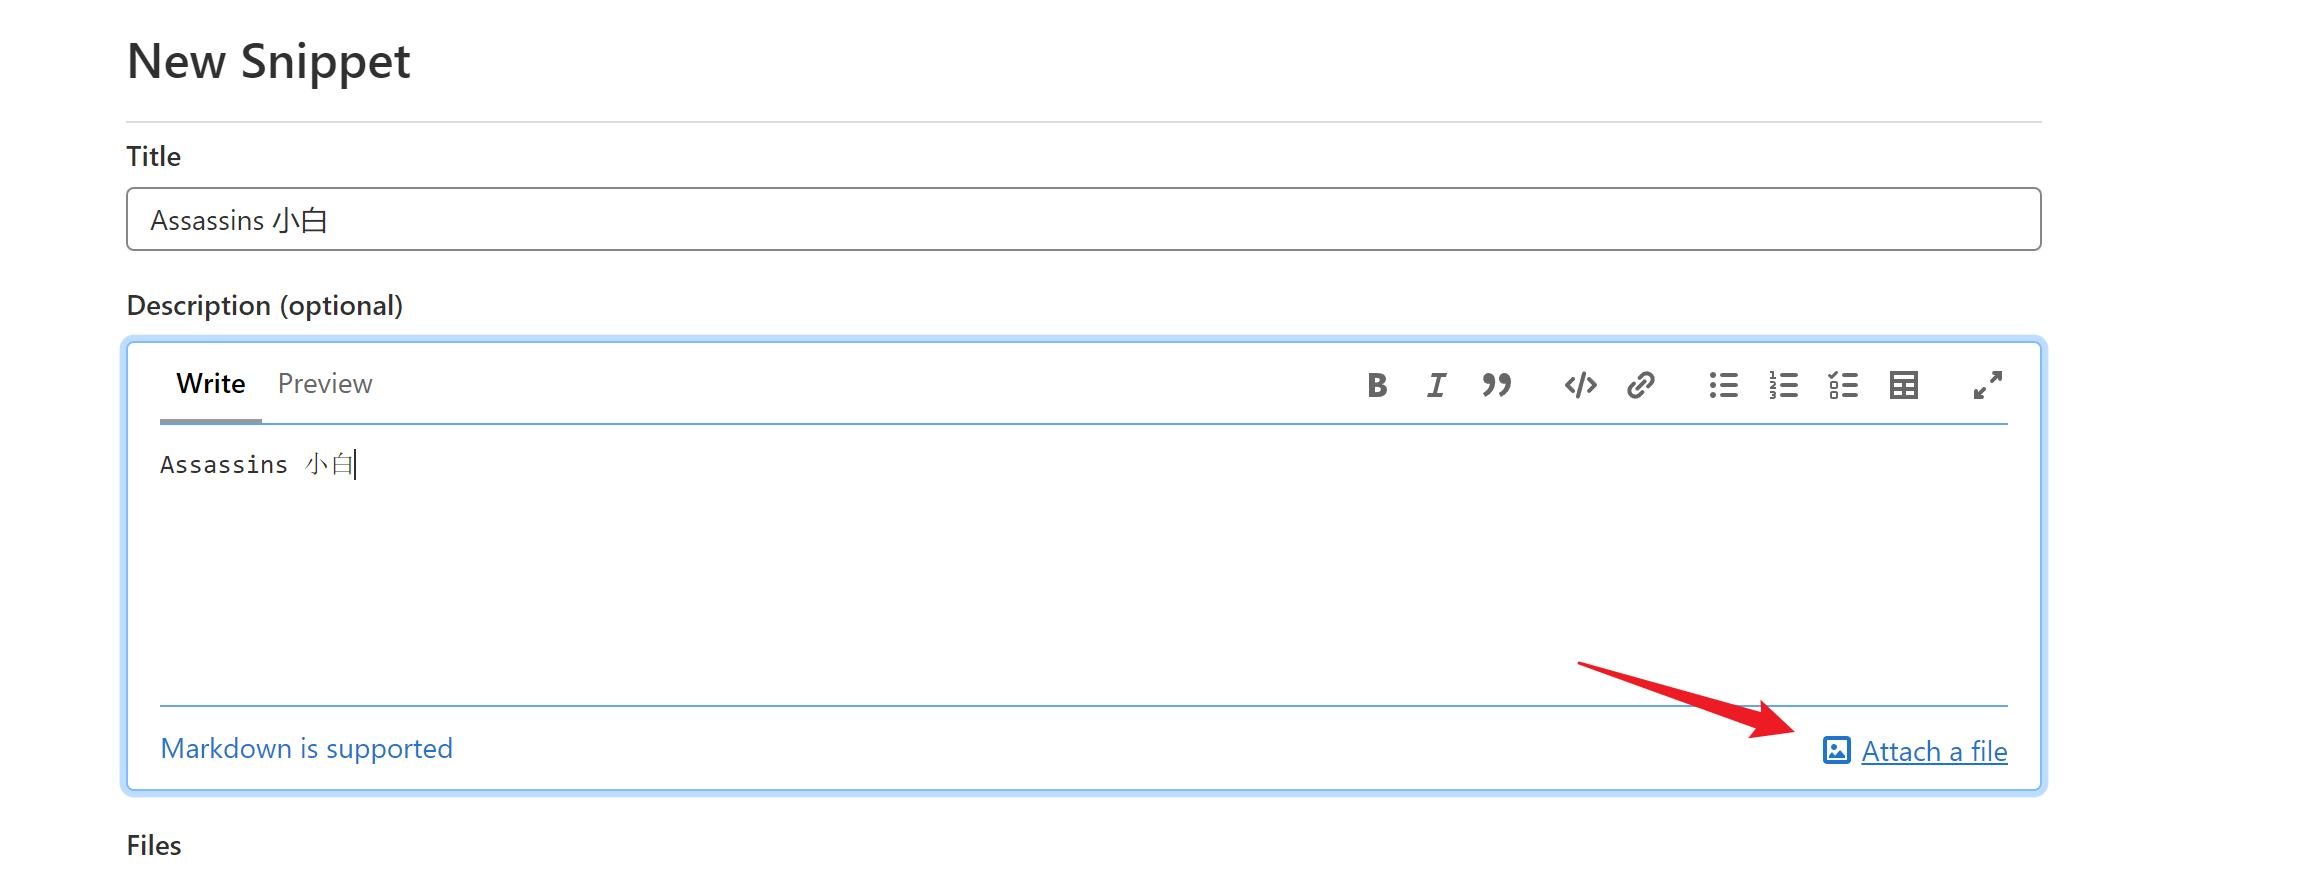 New Snippet
Title
Assassins 小白
Description (optional)
Write Preview
Assassins 小白
Markdown is supported
Attach a file
Files